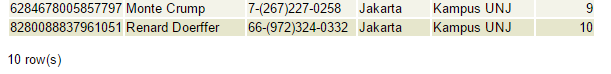 6284678005857797 Monte Crump 7-(267)227-0258 Jakarta Kampus UNJ 9
8280088837961051 Renard Doerffer 66-(972)324-0332 Jakarta Kampus UNJ 10
10 row(s)